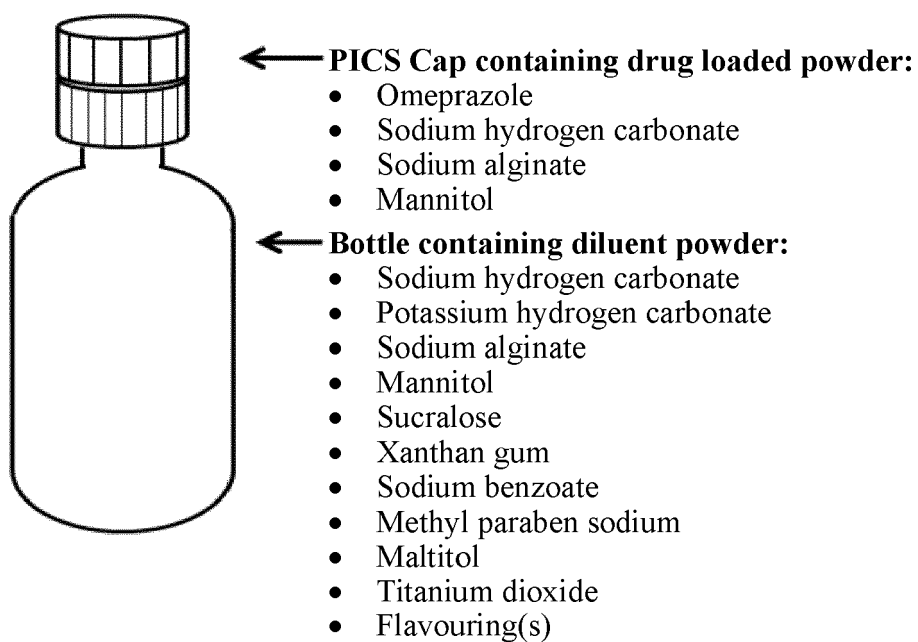 PICS Cap containing drug loaded powder:
• Omeprazole
• Sodium hydrogen carbonate
• Sodium alginate
• Mannitol
Bottle containing diluent powder:
• Sodium hydrogen carbonate
• Potassium hydrogen carbonate
• Sodium alginate
• Mannitol
• Sucralose
• Xanthan gum
• Sodium benzoate
• Methyl paraben sodium
• Maltitol
• Titanium dioxide
• Flavouring(s)